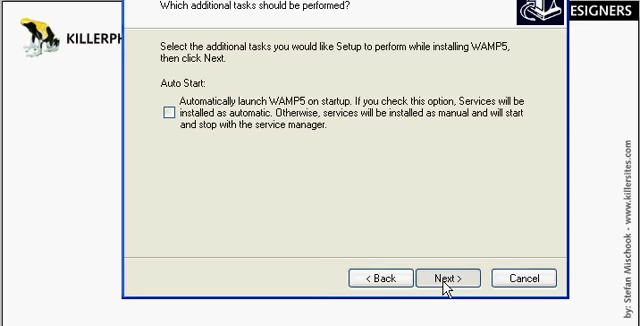 Which additional tasks should be performed?
ESIGNERS
KILLERPH
Select the additional tasks you would like Setup to perform while installing WAMP5,
then click Next.
Auto Start:
Automatically launch WAMP5 on startup. If you check this option, Services will be
installed as automatic. Otherwise, services will be installed as manual and will start
and stop with the service manager.
< Back
Next >
Cancel
by: Stefan Mischook - www.killersites.com